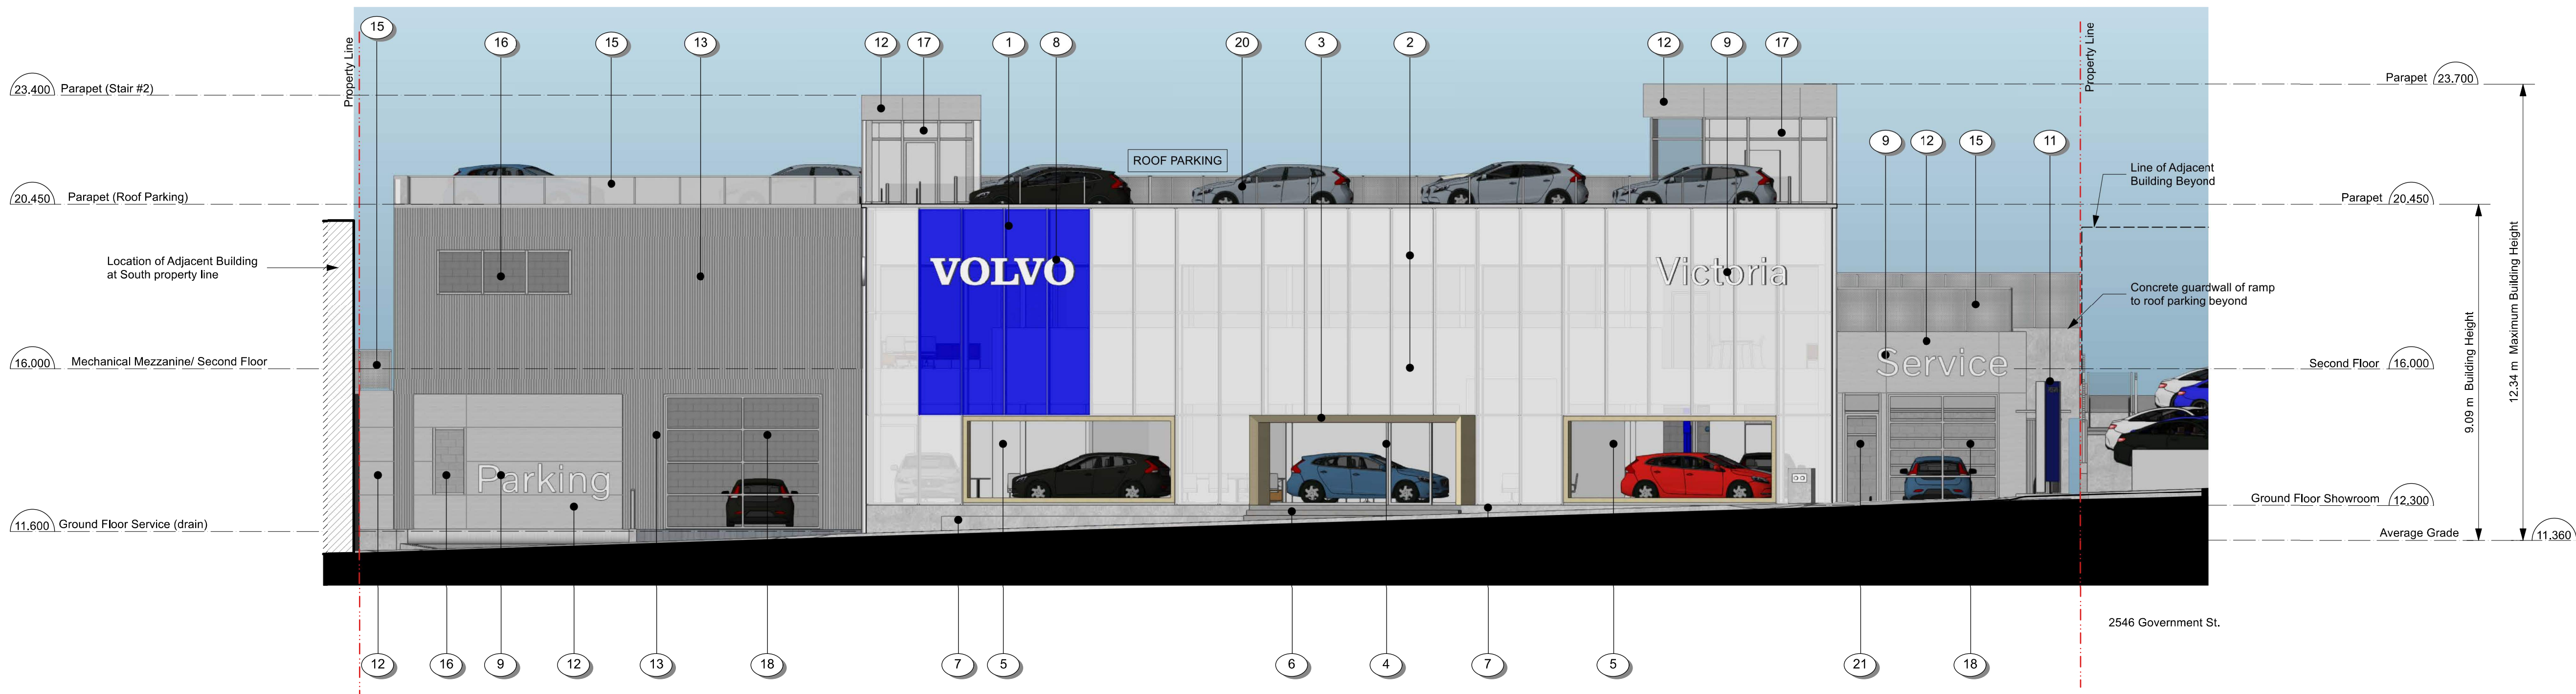 15
16
15
13
12
17
1
8
20
3
2
12
9
17
Property Line
Property Line
23.400 Parapet (Stair #2)
Parapet 23.700
9
12
15
11
ROOF PARKING
Line of Adjacent
Building Beyond
20.450 Parapet (Roof Parking)
Parapet 20.450
Location of Adjacent Building
at South property line
VOLVO
Victoria
Concrete guardwall of ramp
to roof parking beyond
12.34 m Maximum Building Height
9.09 m Building Height
16.000 Mechanical Mezzanine/ Second Floor
Service
Second Floor 16.000
Parking
Ground Floor Showroom 12.300
11.600 Ground Floor Service (drain)
Average Grade
11.360
2546 Government St.
12
16
9
12
13
18
7
5
6
4
7
5
21
18